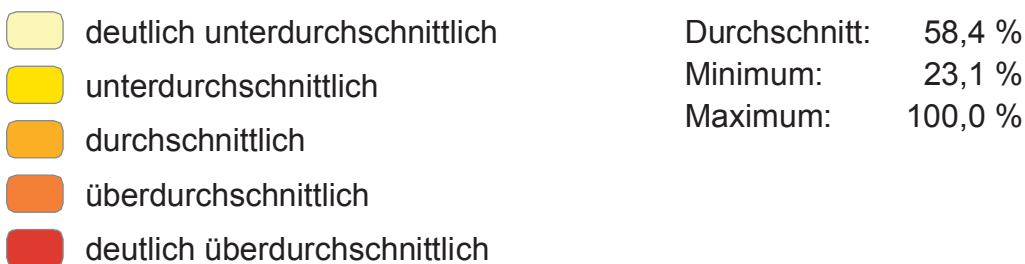 deutlich unterdurchschnittlich
unterdurchschnittlich
durchschnittlich
überdurchschnittlich
deutlich überdurchschnittlich
Durchschnitt: 58,4 %
Minimum: 23,1 %
Maximum: 100,0 %